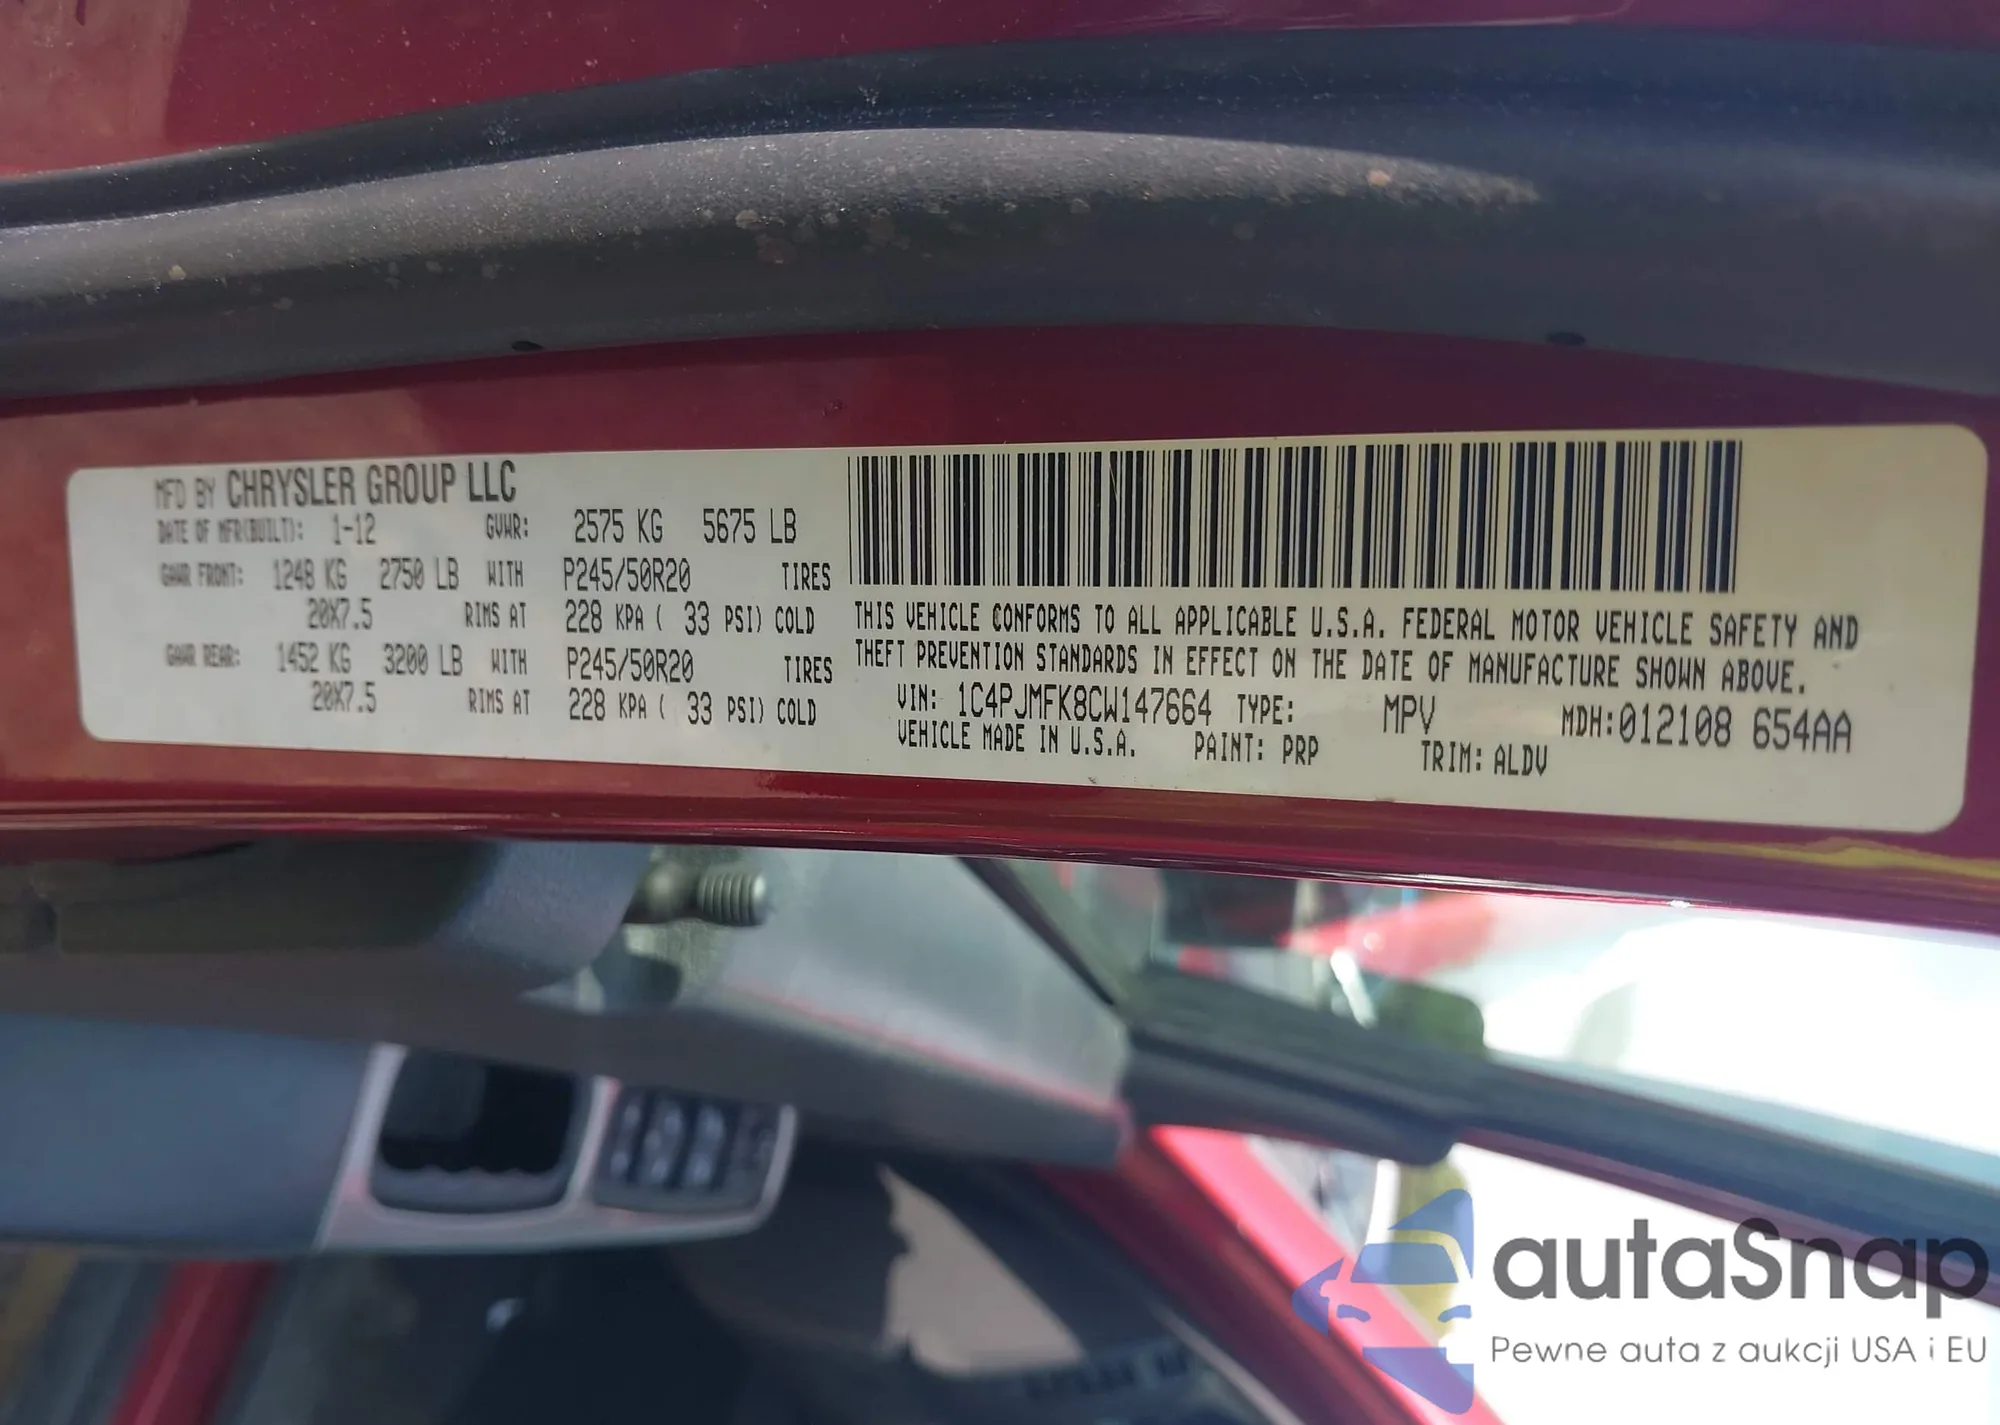 MFD BY CHRYSLER GROUP LLC
DATE OF MFR(BUILT): 1-12 GVWR: 2575 KG 5675 LB
GAWR FRONT: 1248 KG 2750 LB WITH P245/50R20 TIRES
20X7.5 RIMS AT 228 KPA ( 33 PSI) COLD
GAWR REAR: 1452 KG 3200 LB WITH P245/50R20 TIRES
20X7.5 RIMS AT 228 KPA ( 33 PSI) COLD
THIS VEHICLE CONFORMS TO ALL APPLICABLE U.S.A. FEDERAL MOTOR VEHICLE SAFETY AND
THEFT PREVENTION STANDARDS IN EFFECT ON THE DATE OF MANUFACTURE SHOWN ABOVE.
VIN: 1C4PJMFK8CW147664 TYPE: MPV MDH:012108 654AA
VEHICLE MADE IN U.S.A. PAINT: PRP TRIM: ALDV
autaSnap
Pewne auta z aukcji USA i EU